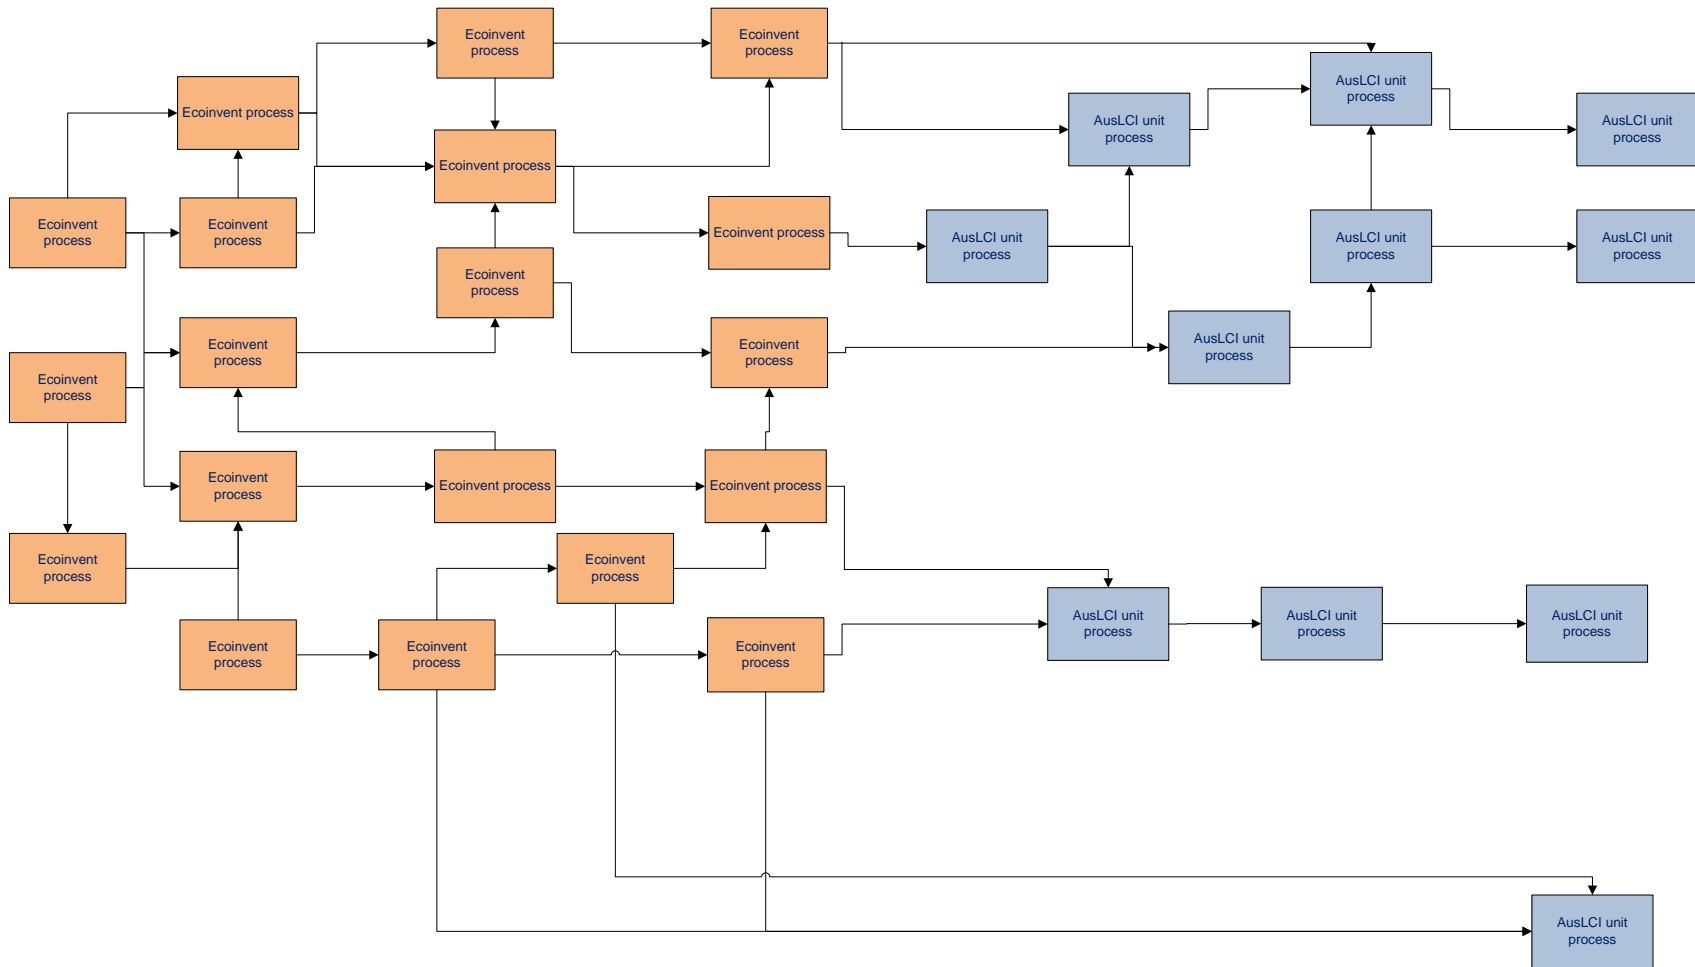 Ecoinvent
process
Ecoinvent
process
AusLCI unit
process
Ecoinvent process
AusLCI unit
process
AusLCI unit
process
Ecoinvent process
Ecoinvent
process
Ecoinvent
process
Ecoinvent process
AusLCI unit
process
AusLCI unit
process
AusLCI unit
process
Ecoinvent
process
Ecoinvent
process
Ecoinvent
process
AusLCI unit
process
Ecoinvent
process
Ecoinvent
process
Ecoinvent process
Ecoinvent process
Ecoinvent
process
Ecoinvent
process
AusLCI unit
process
AusLCI unit
process
AusLCI unit
process
Ecoinvent
process
Ecoinvent
process
Ecoinvent
process
AusLCI unit
process